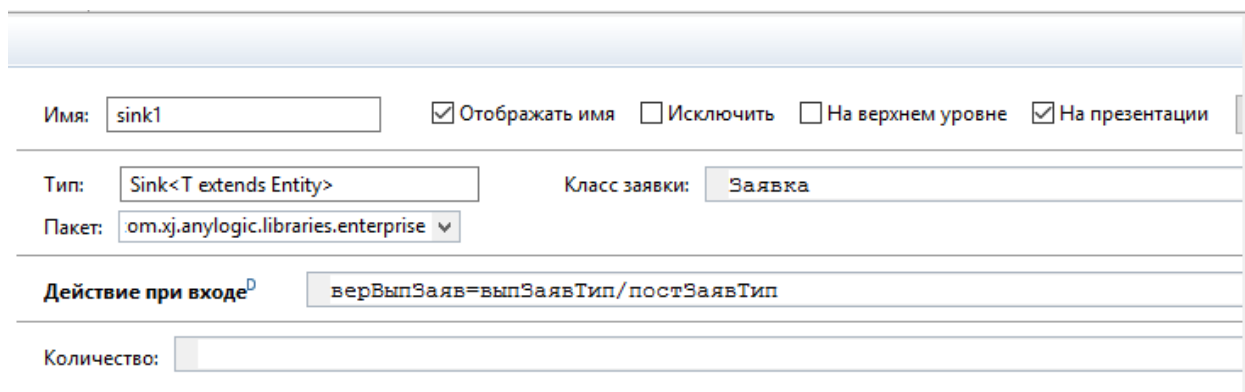 Имя: sink1 Отображать имя Исключить На верхнем уровне На презентации
Тип: Sink<T extends Entity> Класс заявки: Заявка
Пакет: om.xj.anylogic.libraries.enterprise
Действие при входеD верВыпЗаяв=выпЗаявТип/постЗаявТип
Количество: